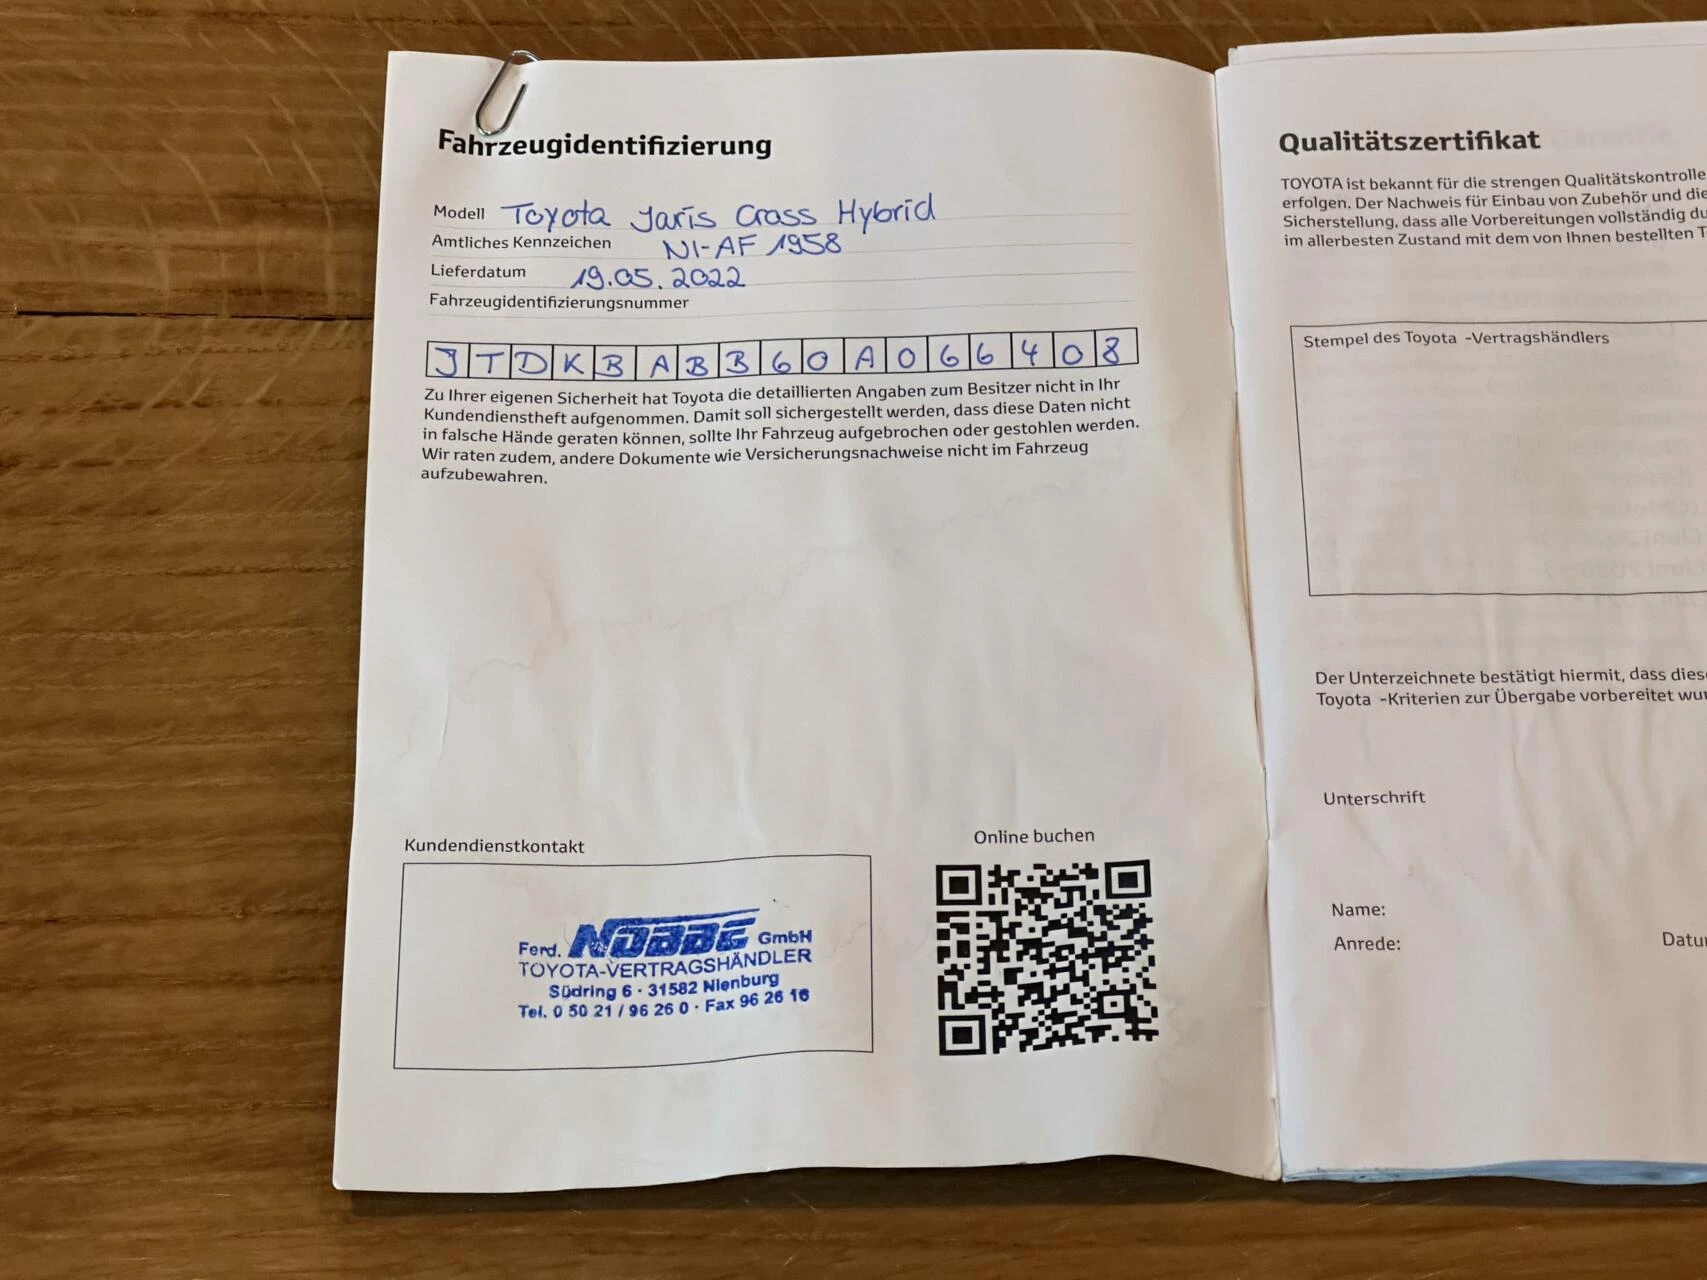 Fahrzeugidentifizierung
Modell Toyota Yaris Cross Hybrid
Amtliches Kennzeichen NI-AF 1958
Lieferdatum 19.05.2022
Fahrzeugidentifizierungsnummer
JTDKBABB60A066408
Zu Ihrer eigenen Sicherheit hat Toyota die detaillierten Angaben zum Besitzer nicht in Ihr
Kundendienstheft aufgenommen. Damit soll sichergestellt werden, dass diese Daten nicht
in falsche Hände geraten können, sollte Ihr Fahrzeug aufgebrochen oder gestohlen werden.
Wir raten zudem, andere Dokumente wie Versicherungsnachweise nicht im Fahrzeug
aufzubewahren.
Kundendienstkontakt
Online buchen
Ferd. NOBBE GmbH
TOYOTA-VERTRAGSHÄNDLER
Südring 6 · 31582 Nienburg
Tel. 0 50 21 / 96 26 0 · Fax 96 26 16
Qualitätszertifikat
TOYOTA ist bekannt für die strengen Qualitätskontrolle
erfolgen. Der Nachweis für Einbau von Zubehör und die
Sicherstellung, dass alle Vorbereitungen vollständig du
im allerbesten Zustand mit dem von Ihnen bestellten T
Stempel des Toyota -Vertragshändlers
Der Unterzeichnete bestätigt hiermit, dass dies
Toyota -Kriterien zur Übergabe vorbereitet wu
Unterschrift
Name:
Anrede:
Datu